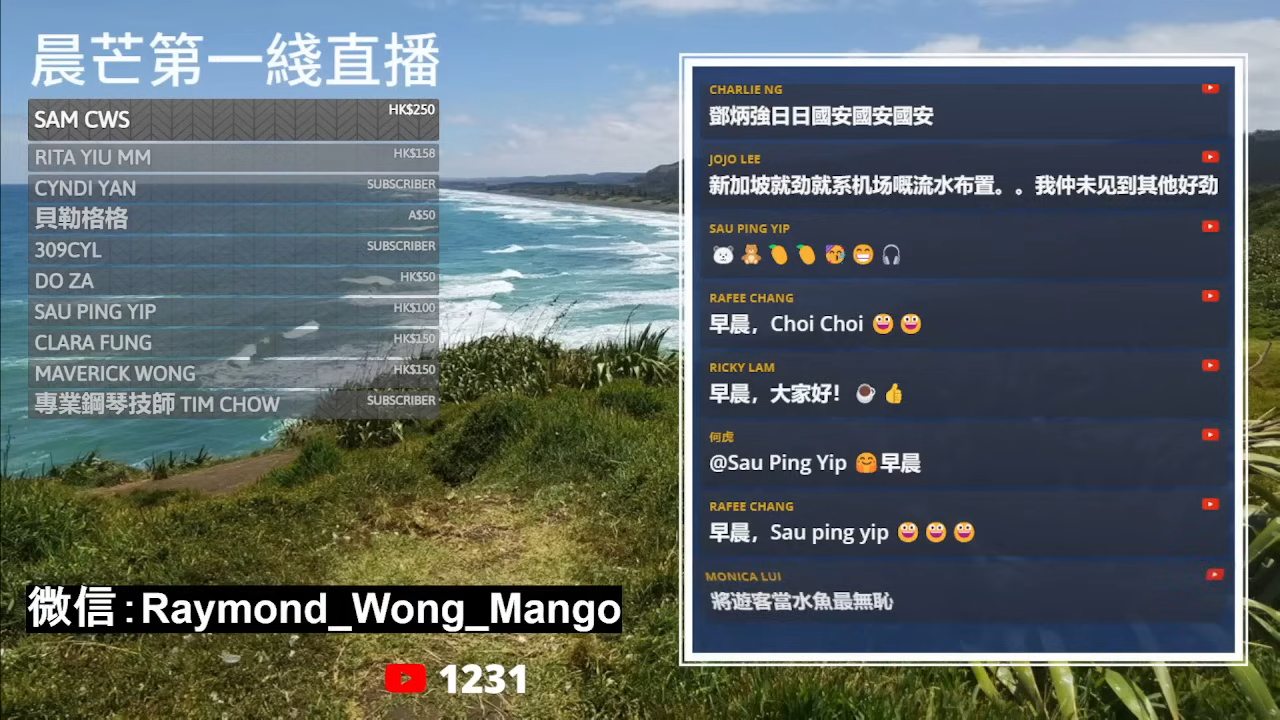 晨芒第一綫直播
SAM CWS HK$250
RITA YIU MM HK$158
CYNDI YAN SUBSCRIBER
貝勒格格 A$50
309CYL SUBSCRIBER
DO ZA HK$50
SAU PING YIP HK$100
CLARA FUNG HK$150
MAVERICK WONG HK$150
專業鋼琴技師 TIM CHOW SUBSCRIBER
微信:Raymond_Wong_Mango
1231
CHARLIE NG
鄧炳強日日國安國安國安
JOJO LEE
新加坡就劲就系机场嘅流水布置。。我仲未见到其他好劲
SAU PING YIP
🐻‍❄️🧸🥭🥭🥳😁🎧
RAFEE CHANG
早晨，Choi Choi 😀😀
RICKY LAM
早晨，大家好! ☕👍
何虎
@Sau Ping Yip 🤗早晨
RAFEE CHANG
早晨，Sau ping yip 😀😀😀
MONICA LUI
將遊客當水魚最無恥